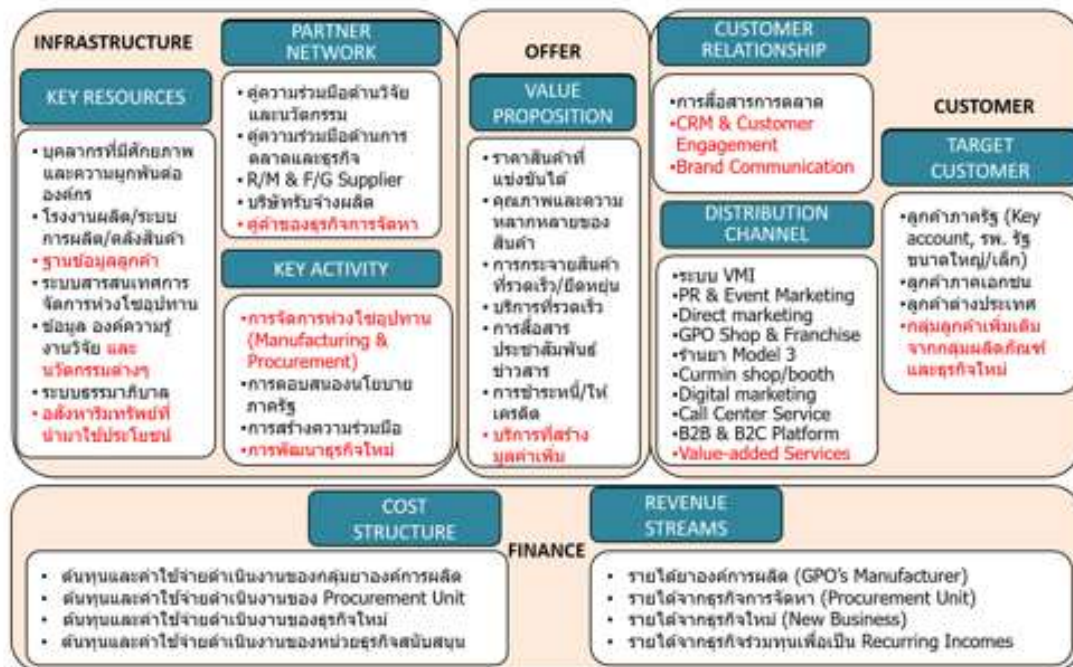 INFRASTRUCTURE
KEY RESOURCES
• บุคลากรที่มีศักยภาพ
และความผูกพันต่อ
องค์กร
• โรงงานผลิต/ระบบ
การผลิต/คลังสินค้า
• ฐานข้อมูลลูกค้า
• ระบบสารสนเทศการ
จัดการห่วงโซ่อุปทาน
• ข้อมูล องค์ความรู้
งานวิจัย และ
นวัตกรรมต่างๆ
• ระบบธรรมาภิบาล
• อสังหาริมทรัพย์ที่
นำมาใช้ประโยชน์
PARTNER
NETWORK
• คู่ความร่วมมือด้านวิจัย
และนวัตกรรม
• คู่ความร่วมมือด้านการ
ตลาดและธุรกิจ
• R/M & F/G Supplier
• บริษัทรับจ้างผลิต
• คู่ค้าของธุรกิจการจัดหา
KEY ACTIVITY
• การจัดการห่วงโซ่อุปทาน
(Manufacturing &
Procurement)
• การตอบสนองนโยบาย
ภาครัฐ
• การสร้างความร่วมมือ
• การพัฒนาธุรกิจใหม่
OFFER
VALUE
PROPOSITION
• ราคาสินค้าที่
แข่งขันได้
• คุณภาพและความ
หลากหลายของ
สินค้า
• การกระจายสินค้า
ที่รวดเร็ว/ยืดหยุ่น
• บริการที่รวดเร็ว
• การสื่อสาร
ประชาสัมพันธ์
ข่าวสาร
• การชำระหนี้/ให้
เครดิต
• บริการที่สร้าง
มูลค่าเพิ่ม
CUSTOMER
RELATIONSHIP
• การสื่อสารการตลาด
• CRM & Customer
Engagement
• Brand Communication
DISTRIBUTION
CHANNEL
• ระบบ VMI
• PR & Event Marketing
• Direct marketing
• GPO Shop & Franchise
• ร้านยา Model 3
• Curmin shop/booth
• Digital marketing
• Call Center Service
• B2B & B2C Platform
• Value-added Services
CUSTOMER
TARGET
CUSTOMER
• ลูกค้าภาครัฐ (Key
account, รพ. รัฐ
ขนาดใหญ่/เล็ก)
• ลูกค้าภาคเอกชน
• ลูกค้าต่างประเทศ
• กลุ่มลูกค้าเพิ่มเติม
จากกลุ่มผลิตภัณฑ์
และธุรกิจใหม่
FINANCE
COST
STRUCTURE
• ต้นทุนและค่าใช้จ่ายดำเนินงานของกลุ่มยาองค์การผลิต
• ต้นทุนและค่าใช้จ่ายดำเนินงานของ Procurement Unit
• ต้นทุนและค่าใช้จ่ายดำเนินงานของธุรกิจใหม่
• ต้นทุนและค่าใช้จ่ายดำเนินงานของหน่วยธุรกิจสนับสนุน
REVENUE
STREAMS
• รายได้ยาองค์การผลิต (GPO's Manufacturer)
• รายได้จากธุรกิจการจัดหา (Procurement Unit)
• รายได้จากธุรกิจใหม่ (New Business)
• รายได้จากธุรกิจร่วมทุนเพื่อเป็น Recurring Incomes